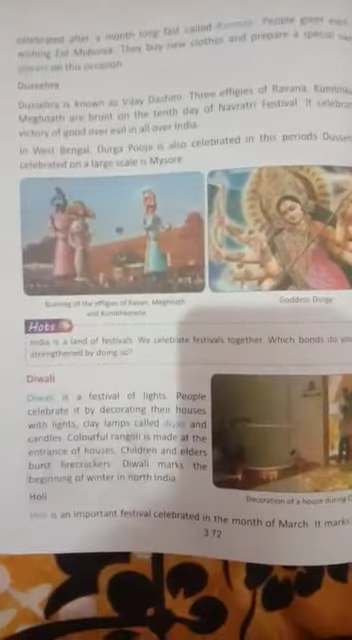 celebrated after a month long fast called Ramzan. People greet each
wishing Eid Mubarak. They buy new clothes and prepare a special
on this occasion.
Dussehra
Dussehra is known as Vijay Dashmi. Three effigies of Ravana, Kumbhka
Meghnath are brunt on the tenth day of Navratri Festival. It celebra
victory of good over evil in all over India.
In West Bengal, Durga Pooja is also celebrated in this periods Dusse
celebrated on a large scale is Mysore.
Burning of the effigies of Ravan, Meghnath
and Kumbhkarana
Goddess Durga
Hots
India is a land of festivals. We celebrate festivals together. Which bonds do you
strengthened by doing so?
Diwali
Diwali is a festival of lights. People
celebrate it by decorating their houses
with lights, clay lamps called diyas and
candles. Colourful rangoli is made at the
entrance of houses. Children and elders
burst firecrackers. Diwali marks the
beginning of winter in north India.
Decoration of a house during D
Holi
Holi is an important festival celebrated in the month of March. It marks
3.72